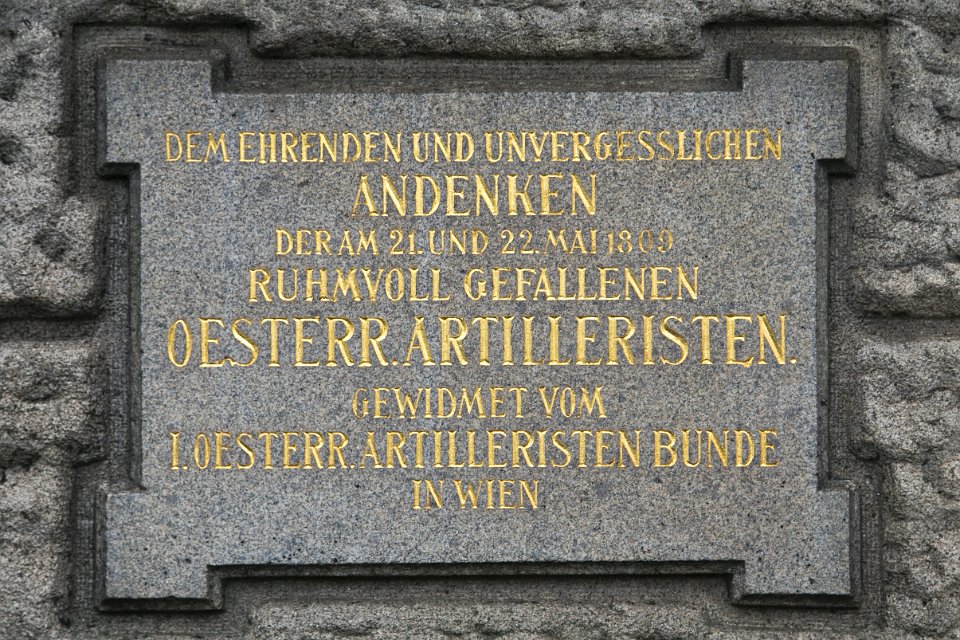 DEM EHRENDEN UND UNVERGESSLICHEN
ANDENKEN
DER AM 21. UND 22. MAI 1809
RUHMVOLL GEFALLENEN
OESTERR. ARTILLERISTEN.
GEWIDMET VOM
I. OESTERR. ARTILLERISTEN BUNDE
IN WIEN